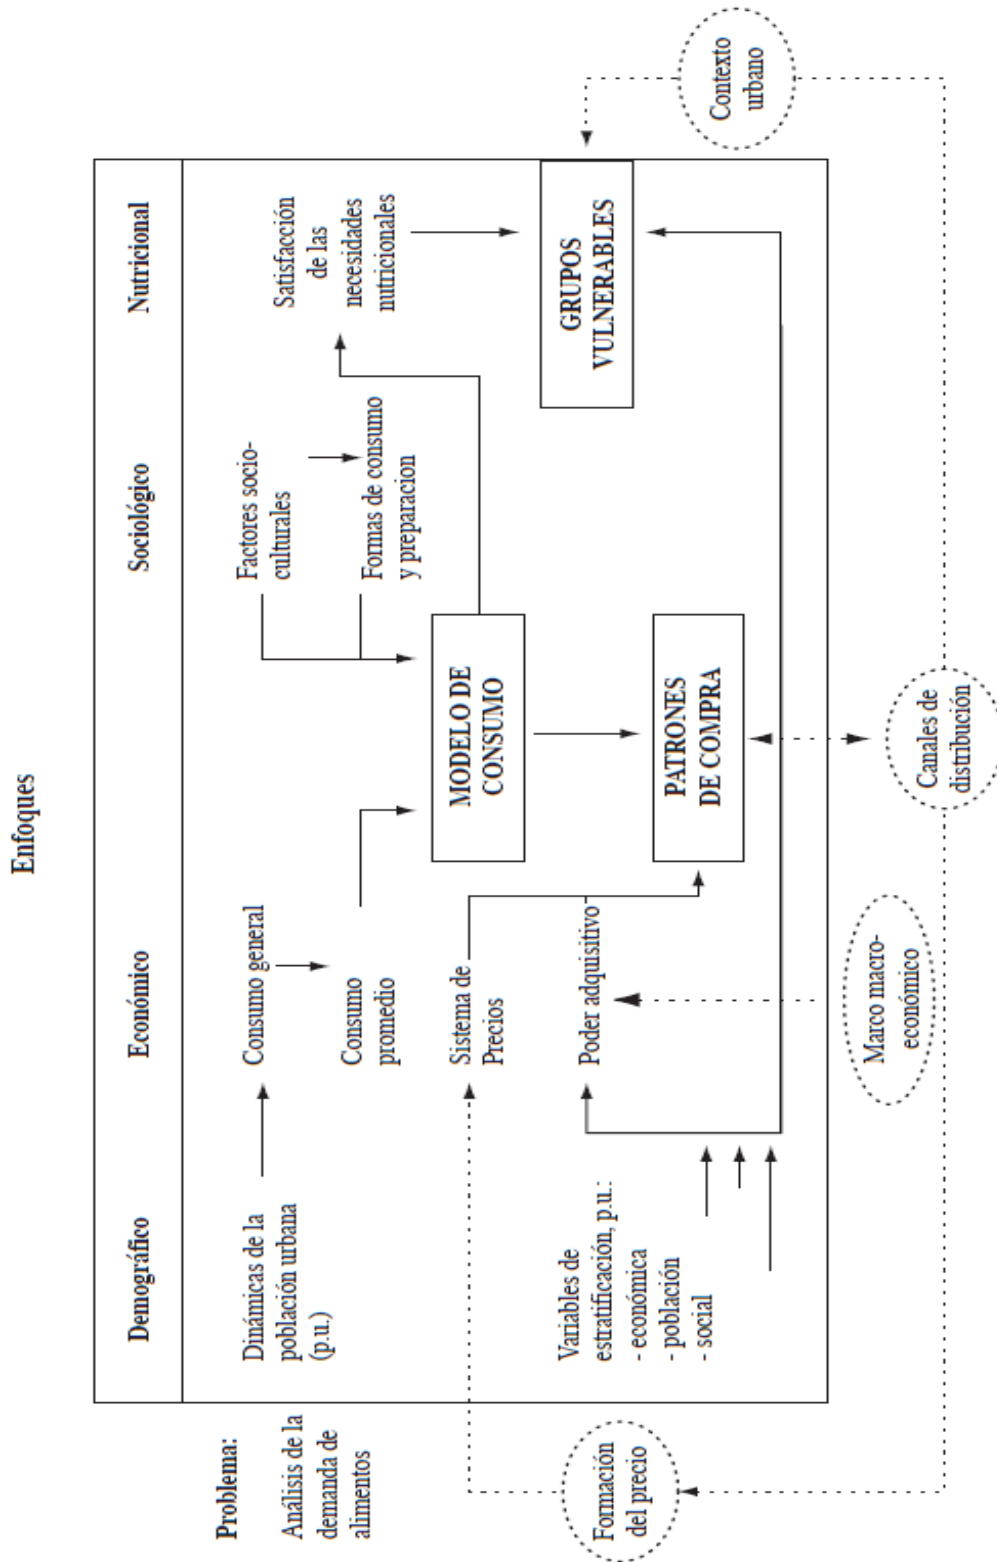 Enfoques
Demográfico
Económico
Sociológico
Nutricional
Problema:
Análisis de la
demanda de
alimentos
Dinámicas de la
población urbana
(p.u.)
Consumo general
Consumo
promedio
Factores socio-
culturales
Formas de consumo
y preparacion
Satisfacción
de las
necesidades
nutricionales
MODELO DE
CONSUMO
Sistema de
Precios
Poder adquisitivo
PATRONES
DE COMPRA
GRUPOS
VULNERABLES
Variables de
estratificación, p.u.:
- económica
- población
- social
Formación
del precio
Marco macro-
económico
Canales de
distribución
Contexto
urbano